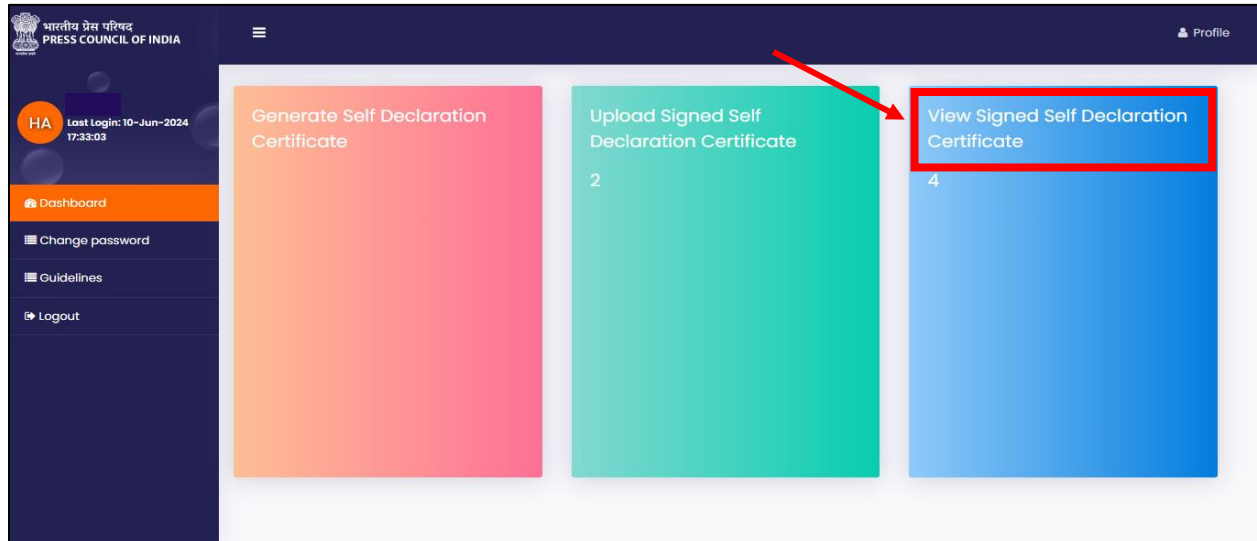 भारतीय प्रेस परिषद
PRESS COUNCIL OF INDIA
Profile
HA
Last Login: 10-Jun-2024
17:33:03
Dashboard
Change password
Guidelines
Logout
Generate Self Declaration
Certificate
Upload Signed Self
Declaration Certificate
2
View Signed Self Declaration
Certificate
4